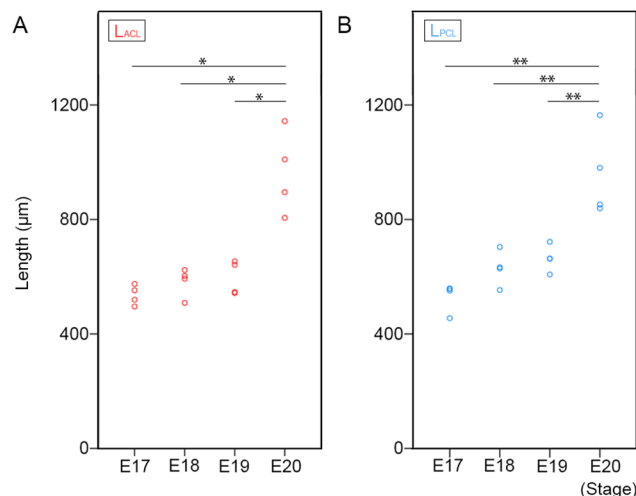 A
LACL
B
LPCL
*
**
*
**
*
**
1200
1200
Length (μm)
800
800
400
400
0
0
E17 E18 E19 E20
E17 E18 E19 E20
(Stage)